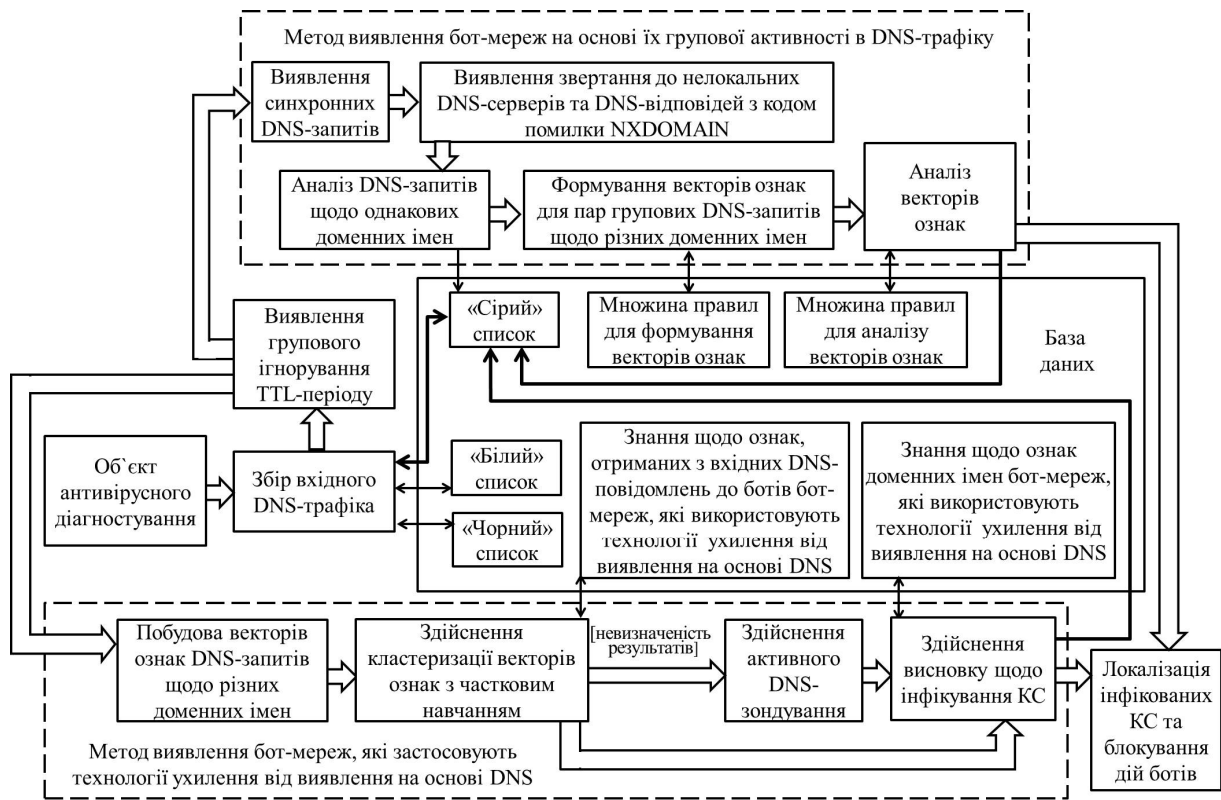 Метод виявлення бот-мереж на основі їх групової активності в DNS-трафіку
Виявлення
синхронних
DNS-запитів
Виявлення звертання до нелокальних
DNS-серверів та DNS-відповідей з кодом
помилки NXDOMAIN
Аналіз DNS-запитів
щодо однакових
доменних імен
Формування векторів ознак
для пар групових DNS-запитів
щодо різних доменних імен
Аналіз
векторів
ознак
Виявлення
групового
ігнорування
TTL-періоду
«Сірий»
список
Множина правил
для формування
векторів ознак
Множина правил
для аналізу
векторів ознак
База
даних
Об`єкт
антивірусного
діагностування
Збір вхідного
DNS-трафіка
«Білий»
список
«Чорний»
список
Знання щодо ознак,
отриманих з вхідних DNS-
повідомлень до ботів бот-
мереж, які використовують
технології ухилення від
виявлення на основі DNS
Знання щодо ознак
доменних імен бот-мереж,
які використовують
технології ухилення від
виявлення на основі DNS
Побудова векторів
ознак DNS-запитів
щодо різних
доменних імен
Здійснення
кластеризації векторів
ознак з частковим
навчанням
[невизначеність
результатів]
Здійснення
активного
DNS-
зондування
Здійснення
висновку щодо
інфікування КС
Локалізація
інфікованих
КС та
блокування
дій ботів
Метод виявлення бот-мереж, які застосовують
технології ухилення від виявлення на основі DNS